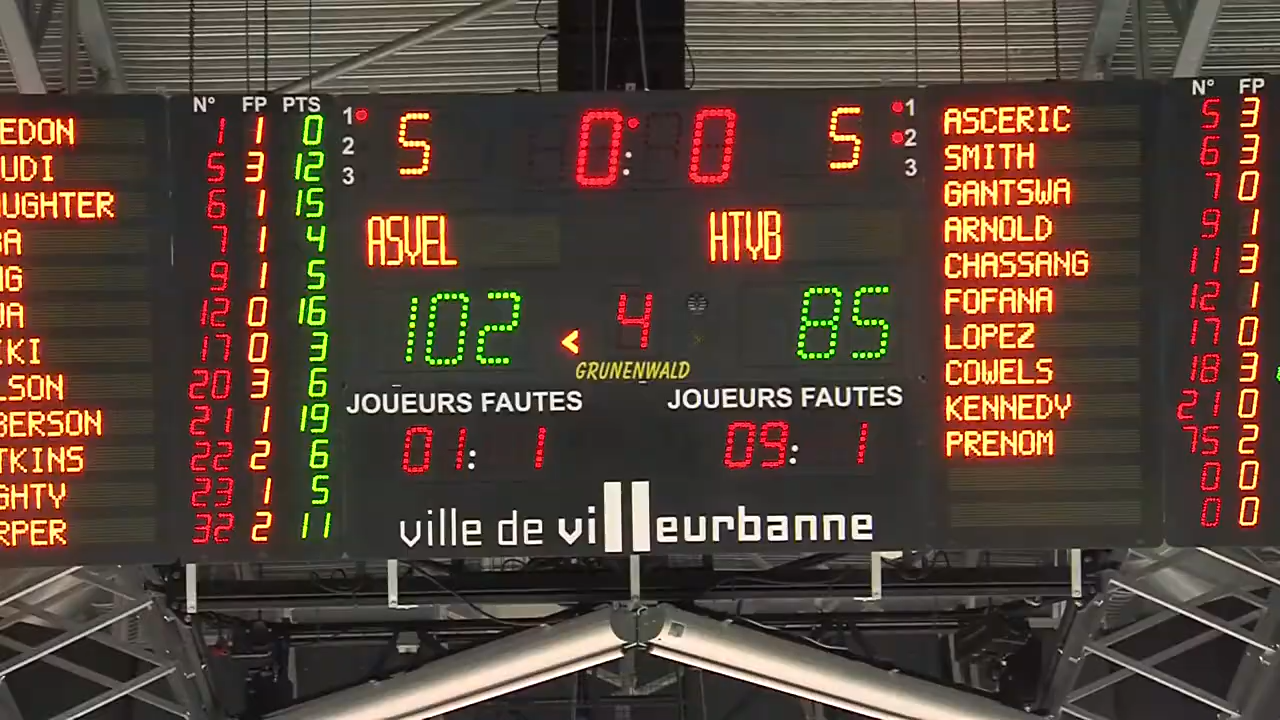 N° FP PTS
EDON 1 1 0
UDI 5 3 12
UGHTER 6 1 15
A 7 1 4
G 9 1 5
VA 12 0 16
KI 17 0 3
LSON 20 3 6
BERSON 21 1 19
TKINS 22 2 6
GHTY 23 1 5
RPER 32 2 11
1 5 0:0 5 1
2 2
3 3
ASVEL HTVB
102 < 4 85
GRUNENWALD
JOUEURS FAUTES JOUEURS FAUTES
01: 1 09: 1
ville de villeurbanne
N° FP
ASCERIC 5 3
SMITH 6 3
GANTSWA 7 0
ARNOLD 9 1
CHASSANG 11 3
FOFANA 12 1
LOPEZ 17 0
COWELS 18 3
KENNEDY 21 0
PRENOM 75 2
0 0
0 0